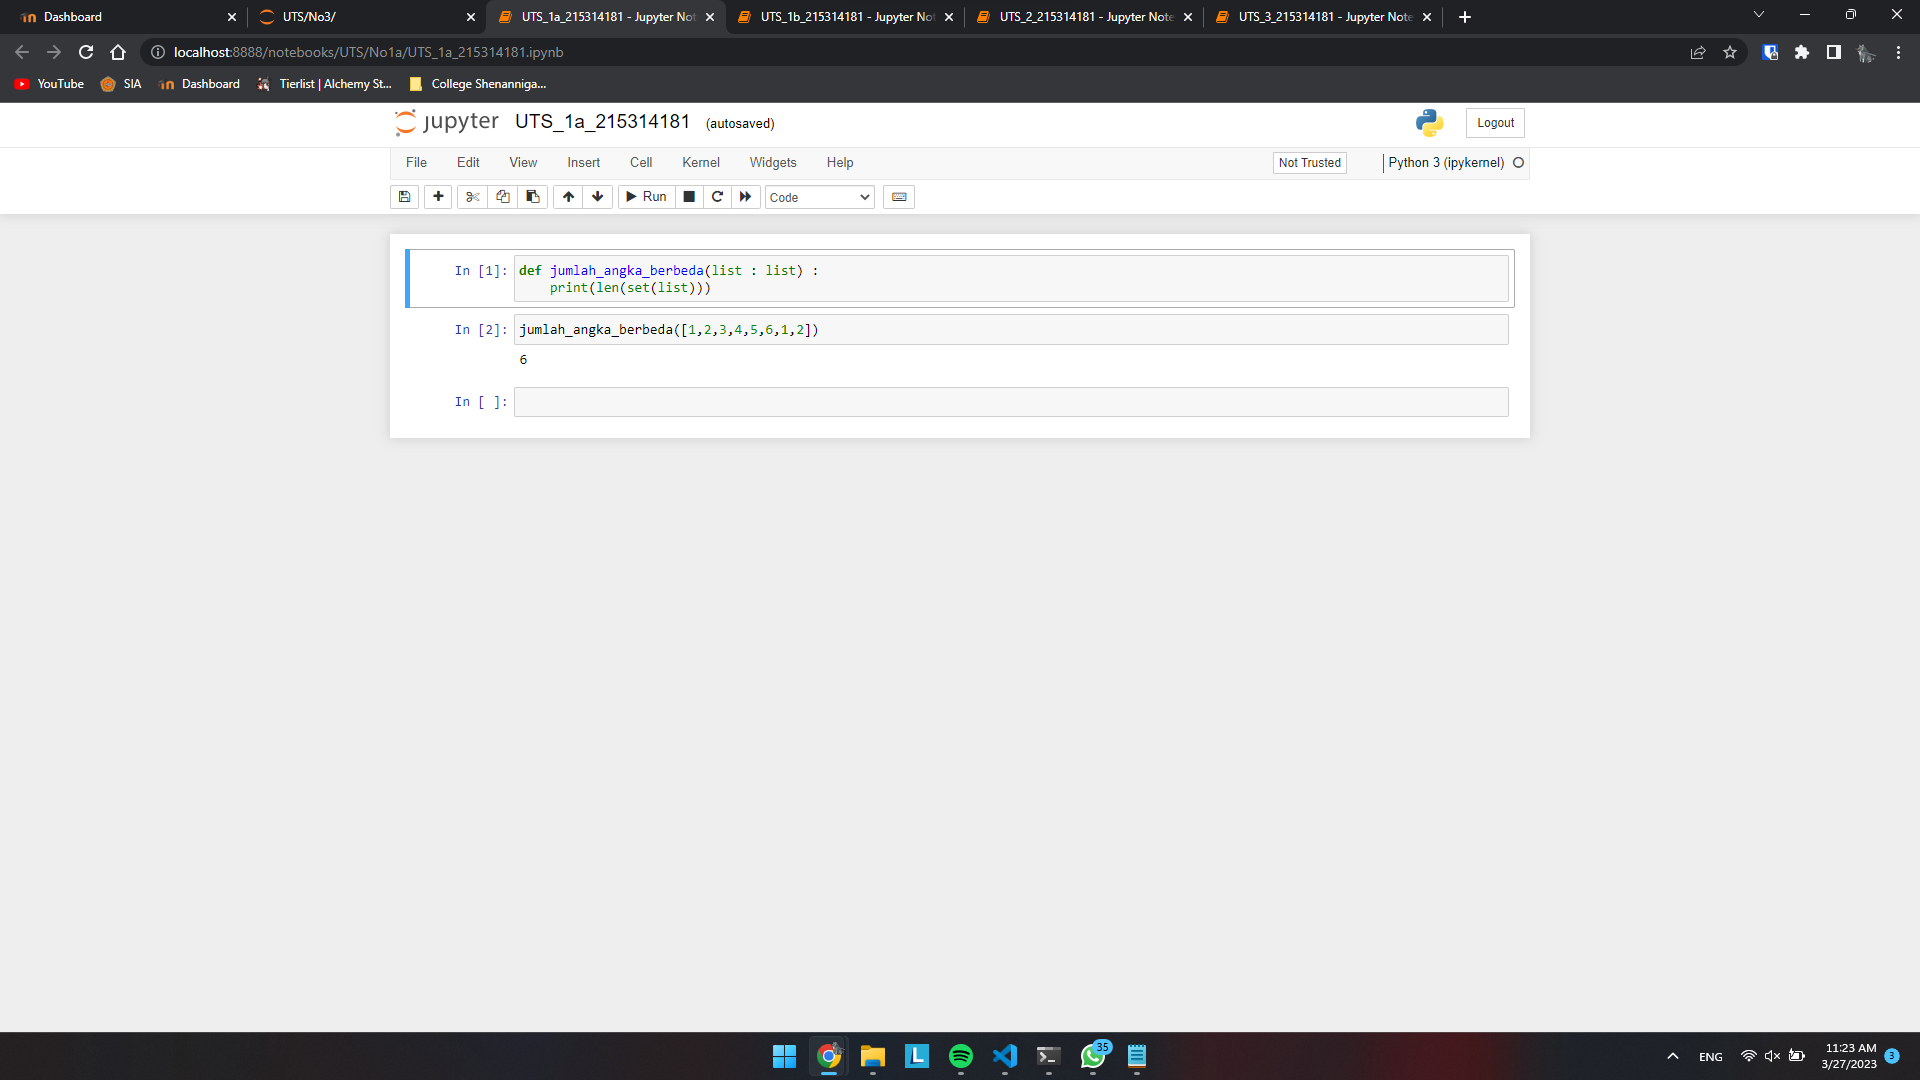 Dashboard
UTS/No3/
UTS_1a_215314181 - Jupyter Not
UTS_1b_215314181 - Jupyter Not
UTS_2_215314181 - Jupyter Note
UTS_3_215314181 - Jupyter Note
localhost:8888/notebooks/UTS/No1a/UTS_1a_215314181.ipynb
YouTube
SIA
Dashboard
Tierlist | Alchemy St...
College Shenanniga...
jupyter UTS_1a_215314181 (autosaved)
Logout
File Edit View Insert Cell Kernel Widgets Help
Not Trusted
Python 3 (ipykernel)
Run
Code
In [1]: def jumlah_angka_berbeda(list : list) :
print(len(set(list)))
In [2]: jumlah_angka_berbeda([1,2,3,4,5,6,1,2])
6
In [ ]:
L
35
ENG
11:23 AM
3/27/2023
3